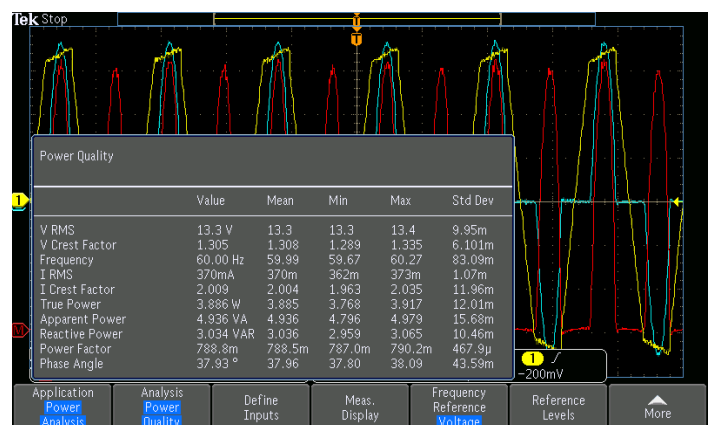 Tek Stop
T
T
Power Quality
Value Mean Min Max Std Dev
V RMS 13.3 V 13.3 13.3 13.4 9.95m
V Crest Factor 1.305 1.308 1.289 1.335 6.101m
Frequency 60.00 Hz 59.99 59.67 60.27 83.09m
I RMS 370mA 370m 362m 373m 1.07m
I Crest Factor 2.009 2.004 1.963 2.035 11.96m
True Power 3.886 W 3.885 3.768 3.917 12.01m
Apparent Power 4.936 VA 4.936 4.796 4.979 15.68m
Reactive Power 3.034 VAR 3.036 2.959 3.065 10.46m
Power Factor 788.8m 788.5m 787.0m 790.2m 467.9µ
Phase Angle 37.93 ° 37.96 37.80 38.09 43.59m
1
M
1
-200mV
Application
Power
Analysis
Analysis
Power
Quality
Define
Inputs
Meas.
Display
Frequency
Reference
Voltage
Reference
Levels
More